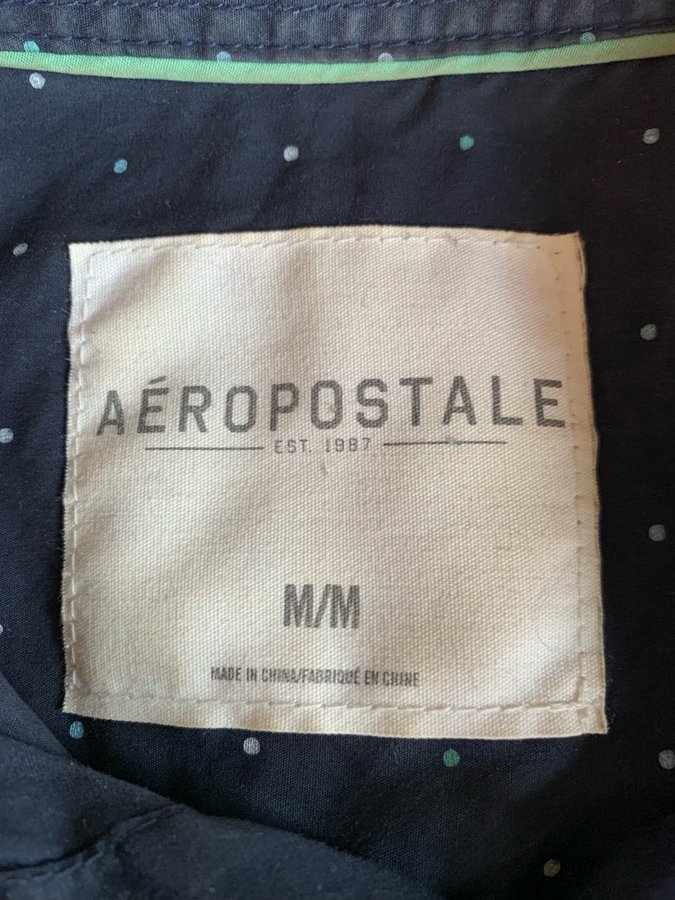 AÉROPOSTALE
EST. 1987
M/M
MADE IN CHINA/FABRIQUÉ EN CHINE